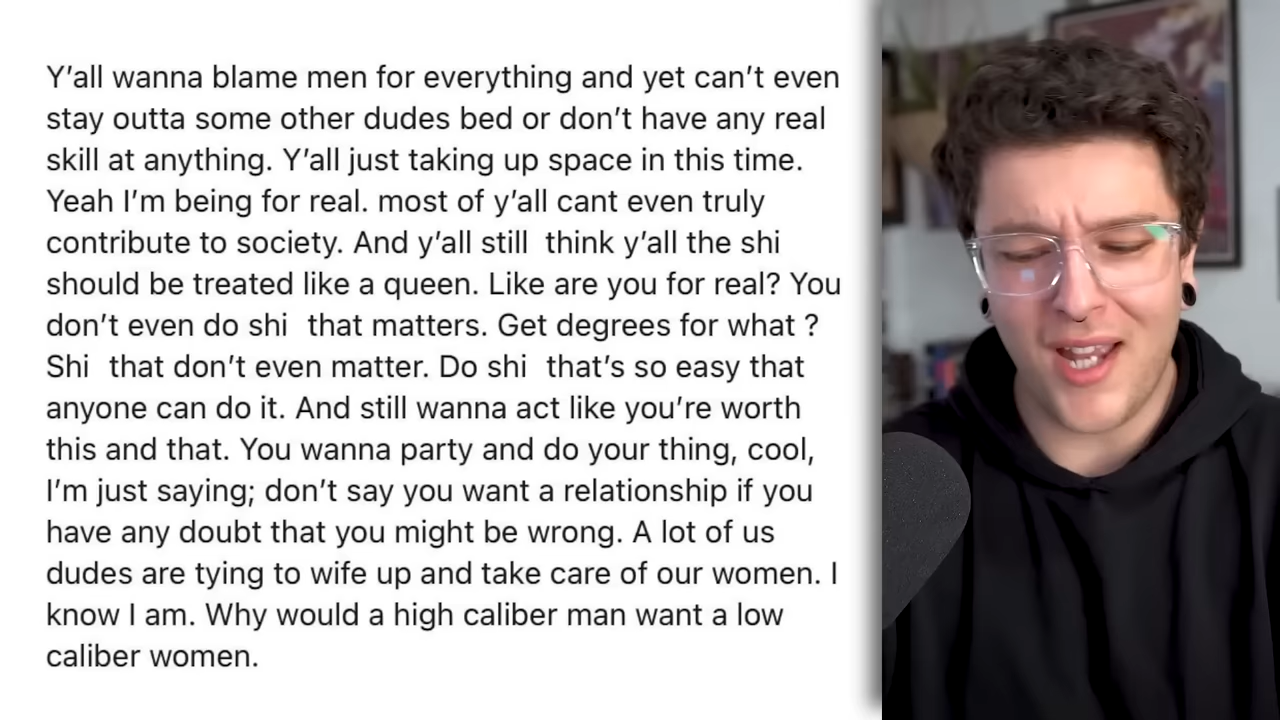 Y’all wanna blame men for everything and yet can’t even
stay outta some other dudes bed or don’t have any real
skill at anything. Y’all just taking up space in this time.
Yeah I’m being for real. most of y’all cant even truly
contribute to society. And y’all still  think y’all the shi
should be treated like a queen. Like are you for real? You
don’t even do shi  that matters. Get degrees for what ?
Shi  that don’t even matter. Do shi  that’s so easy that
anyone can do it. And still wanna act like you’re worth
this and that. You wanna party and do your thing, cool,
I’m just saying; don’t say you want a relationship if you
have any doubt that you might be wrong. A lot of us
dudes are tying to wife up and take care of our women. I
know I am. Why would a high caliber man want a low
caliber women.